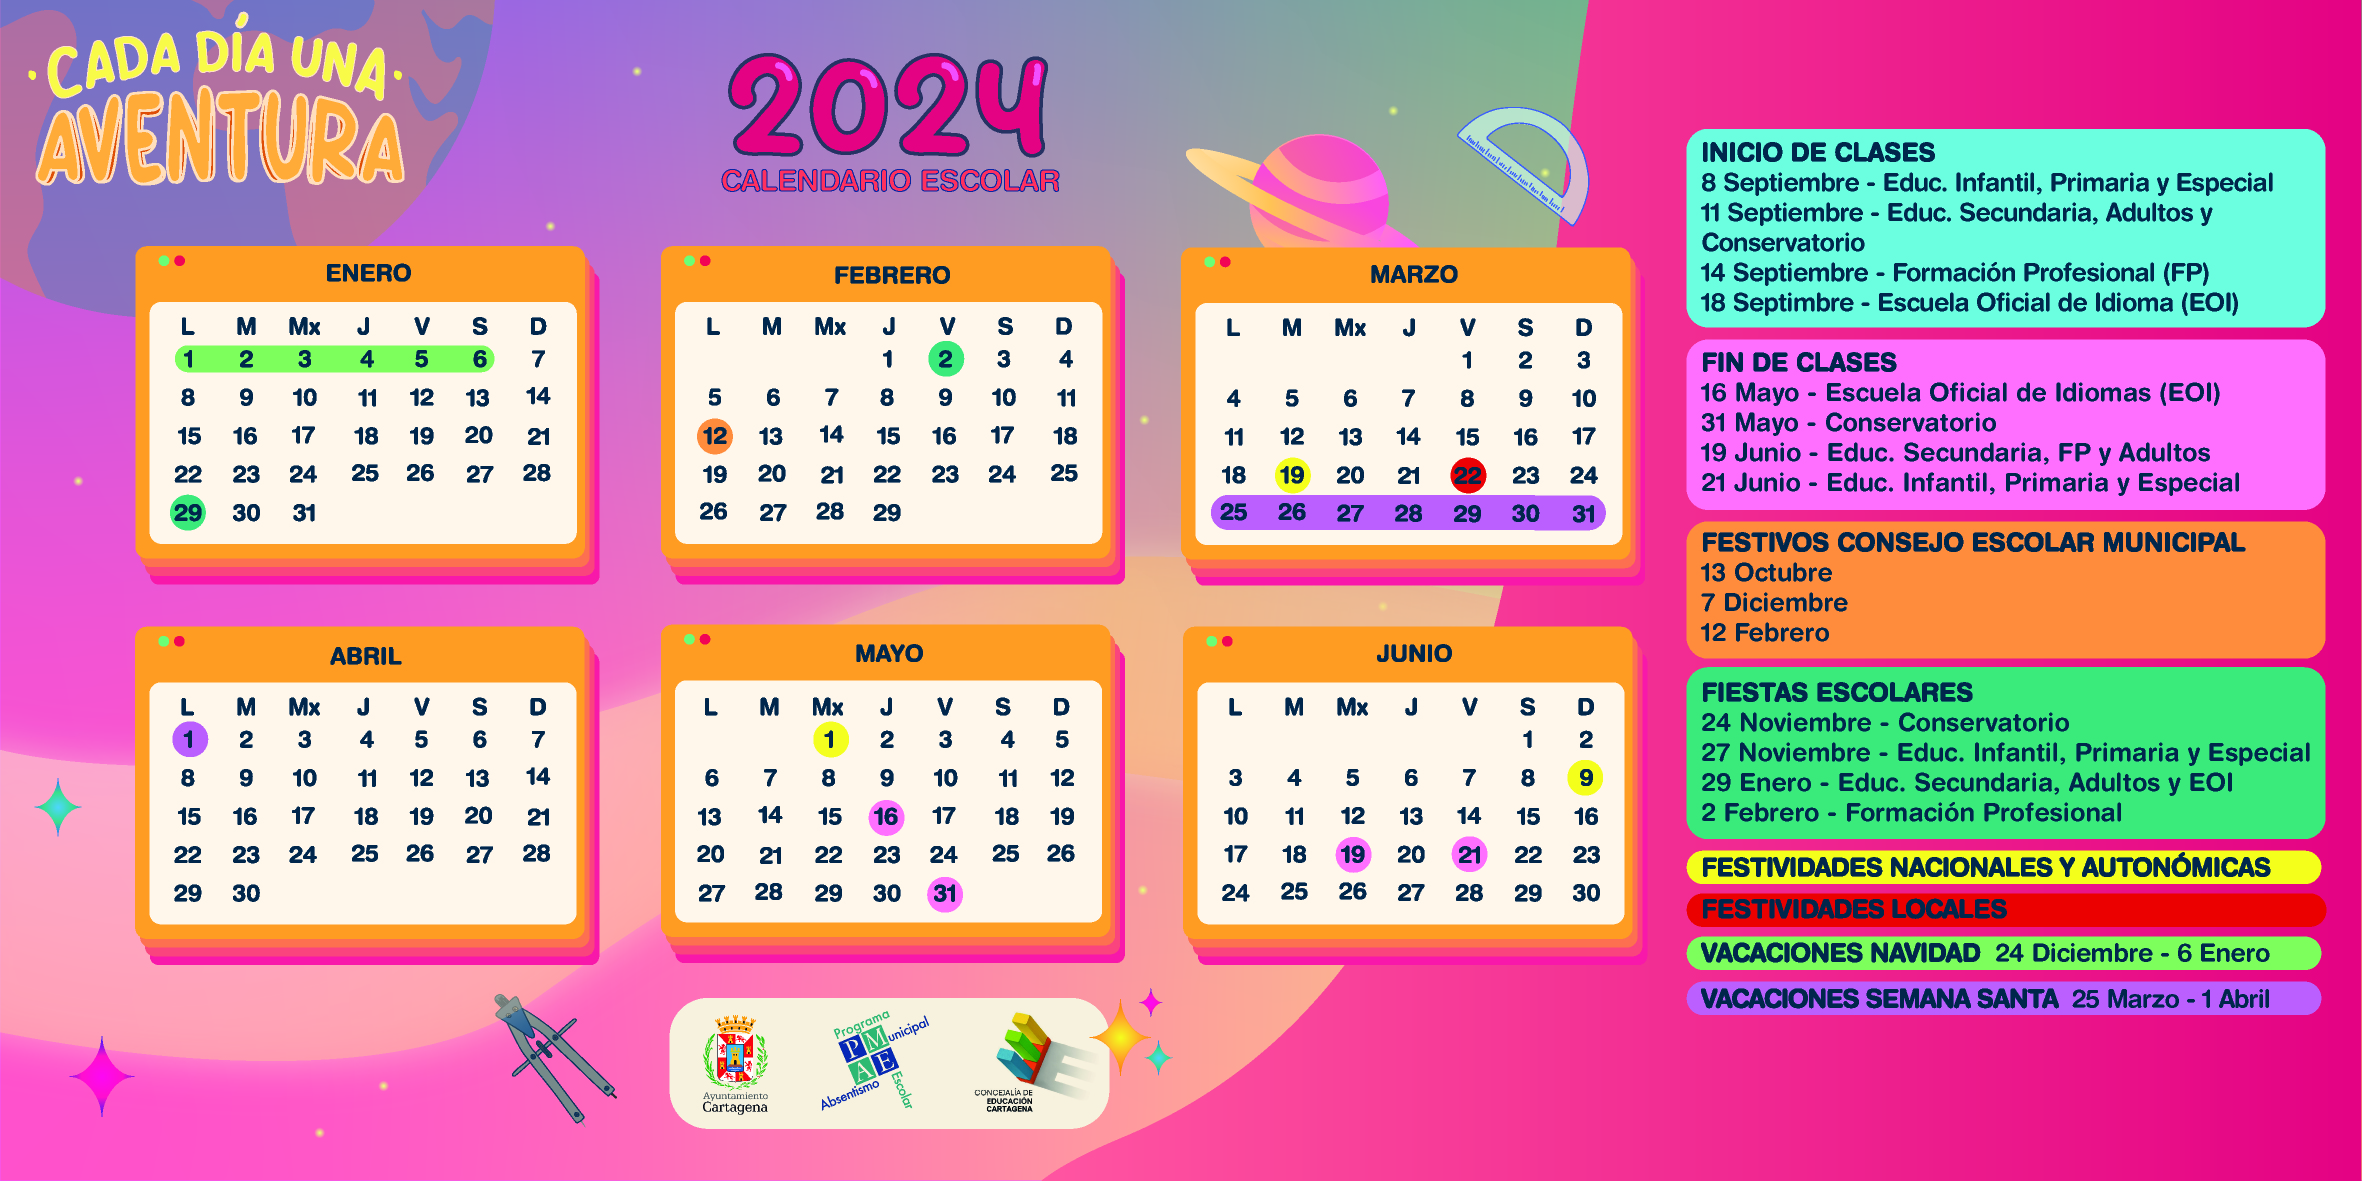 CADA DÍA UNA
AVENTURA
2024
CALENDARIO ESCOLAR
ENERO
L M Mx J V S D
1 2 3 4 5 6 7
8 9 10 11 12 13 14
15 16 17 18 19 20 21
22 23 24 25 26 27 28
29 30 31
FEBRERO
L M Mx J V S D
1 2 3 4
5 6 7 8 9 10 11
12 13 14 15 16 17 18
19 20 21 22 23 24 25
26 27 28 29
MARZO
L M Mx J V S D
1 2 3
4 5 6 7 8 9 10
11 12 13 14 15 16 17
18 19 20 21 22 23 24
25 26 27 28 29 30 31
ABRIL
L M Mx J V S D
1 2 3 4 5 6 7
8 9 10 11 12 13 14
15 16 17 18 19 20 21
22 23 24 25 26 27 28
29 30
MAYO
L M Mx J V S D
1 2 3 4 5
6 7 8 9 10 11 12
13 14 15 16 17 18 19
20 21 22 23 24 25 26
27 28 29 30 31
JUNIO
L M Mx J V S D
1 2
3 4 5 6 7 8 9
10 11 12 13 14 15 16
17 18 19 20 21 22 23
24 25 26 27 28 29 30
INICIO DE CLASES
8 Septiembre - Educ. Infantil, Primaria y Especial
11 Septiembre - Educ. Secundaria, Adultos y
Conservatorio
14 Septiembre - Formación Profesional (FP)
18 Septimbre - Escuela Oficial de Idioma (EOI)
FIN DE CLASES
16 Mayo - Escuela Oficial de Idiomas (EOI)
31 Mayo - Conservatorio
19 Junio - Educ. Secundaria, FP y Adultos
21 Junio - Educ. Infantil, Primaria y Especial
FESTIVOS CONSEJO ESCOLAR MUNICIPAL
13 Octubre
7 Diciembre
12 Febrero
FIESTAS ESCOLARES
24 Noviembre - Conservatorio
27 Noviembre - Educ. Infantil, Primaria y Especial
29 Enero - Educ. Secundaria, Adultos y EOI
2 Febrero - Formación Profesional
FESTIVIDADES NACIONALES Y AUTONÓMICAS
FESTIVIDADES LOCALES
VACACIONES NAVIDAD 24 Diciembre - 6 Enero
VACACIONES SEMANA SANTA 25 Marzo - 1 Abril
Ayuntamiento
Cartagena
Programa
Municipal
PMAE
Absentismo
Escolar
CONCEJALÍA DE
EDUCACIÓN
CARTAGENA